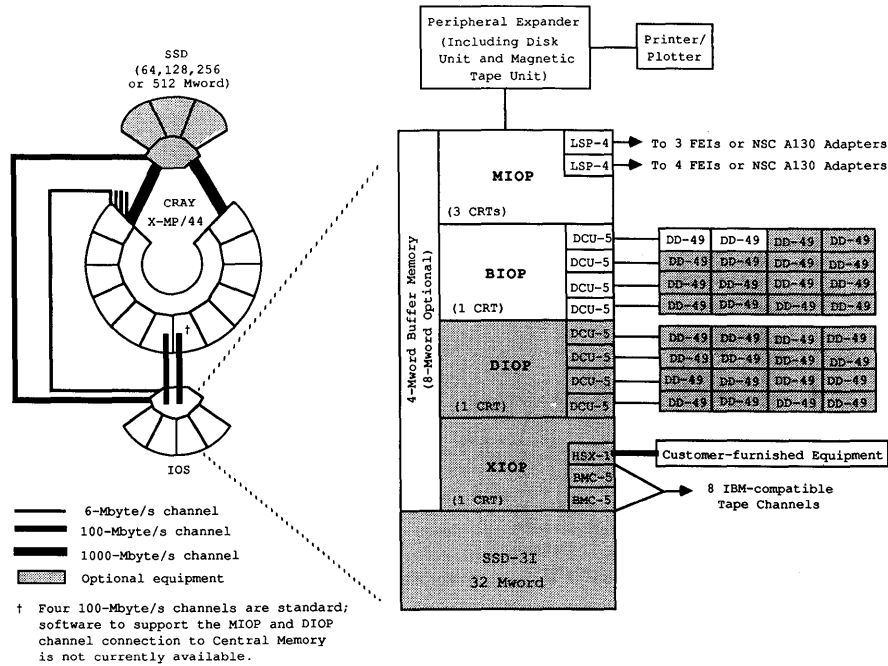 SSD
(64,128,256
or 512 Mword)
CRAY
X-MP/44
†
IOS
6-Mbyte/s channel
100-Mbyte/s channel
1000-Mbyte/s channel
Optional equipment
† Four 100-Mbyte/s channels are standard;
software to support the MIOP and DIOP
channel connection to Central Memory
is not currently available.
Peripheral Expander
(Including Disk
Unit and Magnetic
Tape Unit)
Printer/
Plotter
4-Mword Buffer Memory
(8-Mword Optional)
MIOP
(3 CRTs)
LSP-4
To 3 FEIs or NSC A130 Adapters
LSP-4
To 4 FEIs or NSC A130 Adapters
BIOP
(1 CRT)
DCU-5 DD-49 DD-49 DD-49 DD-49
DCU-5 DD-49 DD-49 DD-49 DD-49
DCU-5 DD-49 DD-49 DD-49 DD-49
DCU-5 DD-49 DD-49 DD-49 DD-49
DIOP
(1 CRT)
DCU-5 DD-49 DD-49 DD-49 DD-49
DCU-5 DD-49 DD-49 DD-49 DD-49
DCU-5 DD-49 DD-49 DD-49 DD-49
DCU-5 DD-49 DD-49 DD-49 DD-49
XIOP
(1 CRT)
HSX-1
Customer-furnished Equipment
BMC-5
BMC-5
8 IBM-compatible
Tape Channels
SSD-3I
32 Mword